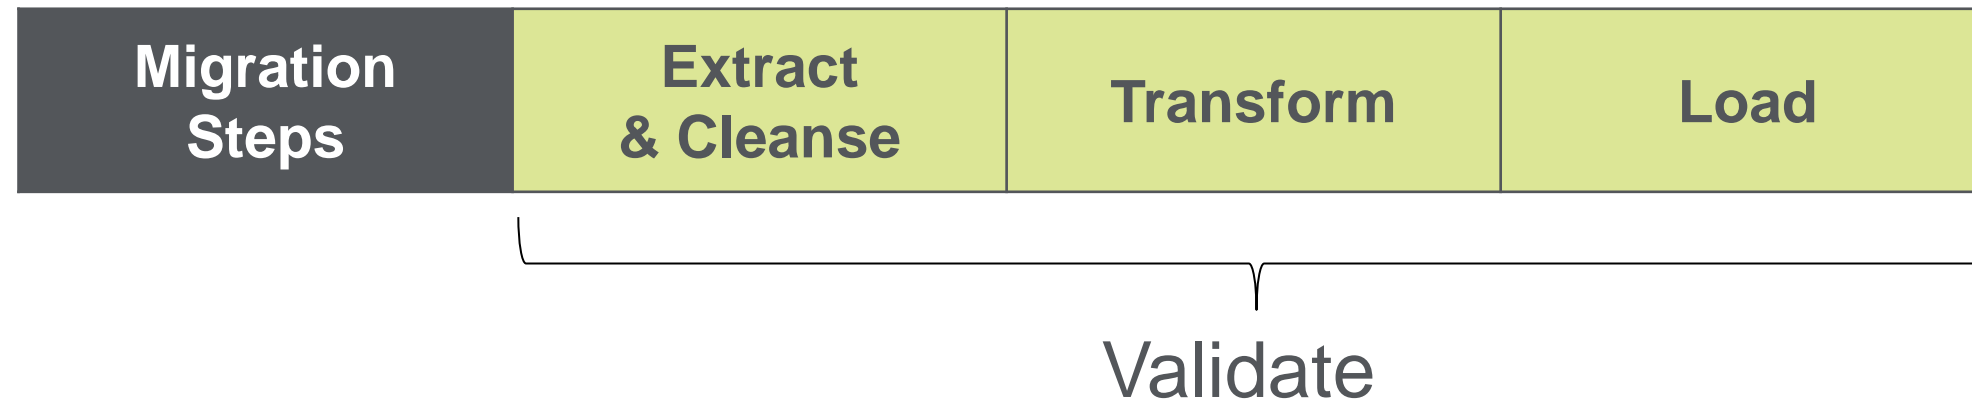 Migration
Steps
Extract
& Cleanse
Transform
Load
Validate